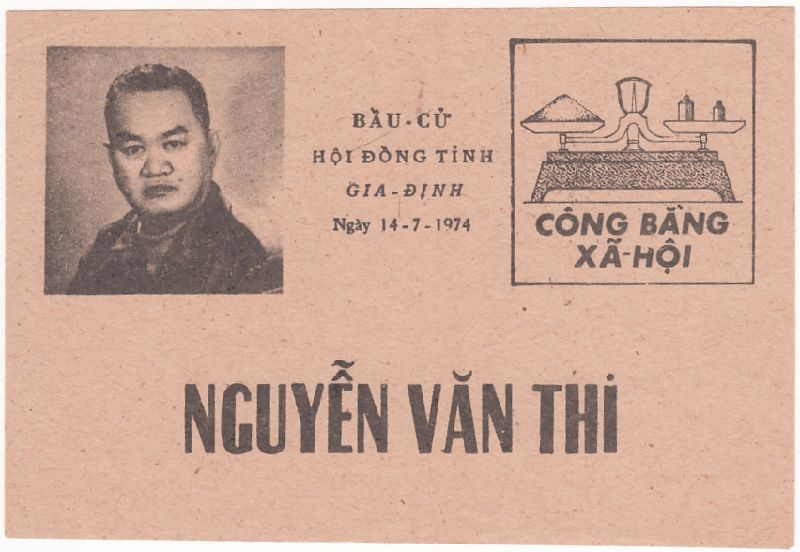 BẦU-CỬ
HỘI ĐỒNG TỈNH
GIA-ĐỊNH
Ngày 14-7-1974
CÔNG BẰNG
XÃ-HỘI
NGUYỄN VĂN THI